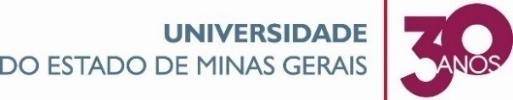 UNIVERSIDADE
DO ESTADO DE MINAS GERAIS
30
ANOS